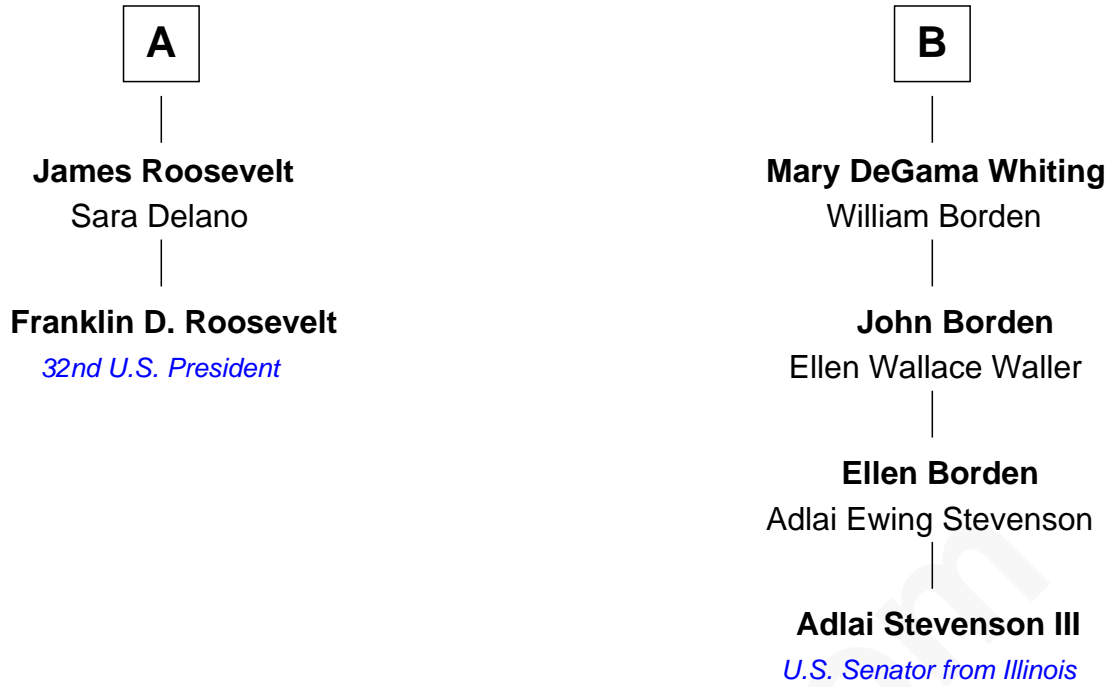 A
James Roosevelt
Sara Delano
Franklin D. Roosevelt
32nd U.S. President
B
Mary DeGama Whiting
William Borden
John Borden
Ellen Wallace Waller
Ellen Borden
Adlai Ewing Stevenson
Adlai Stevenson III
U.S. Senator from Illinois